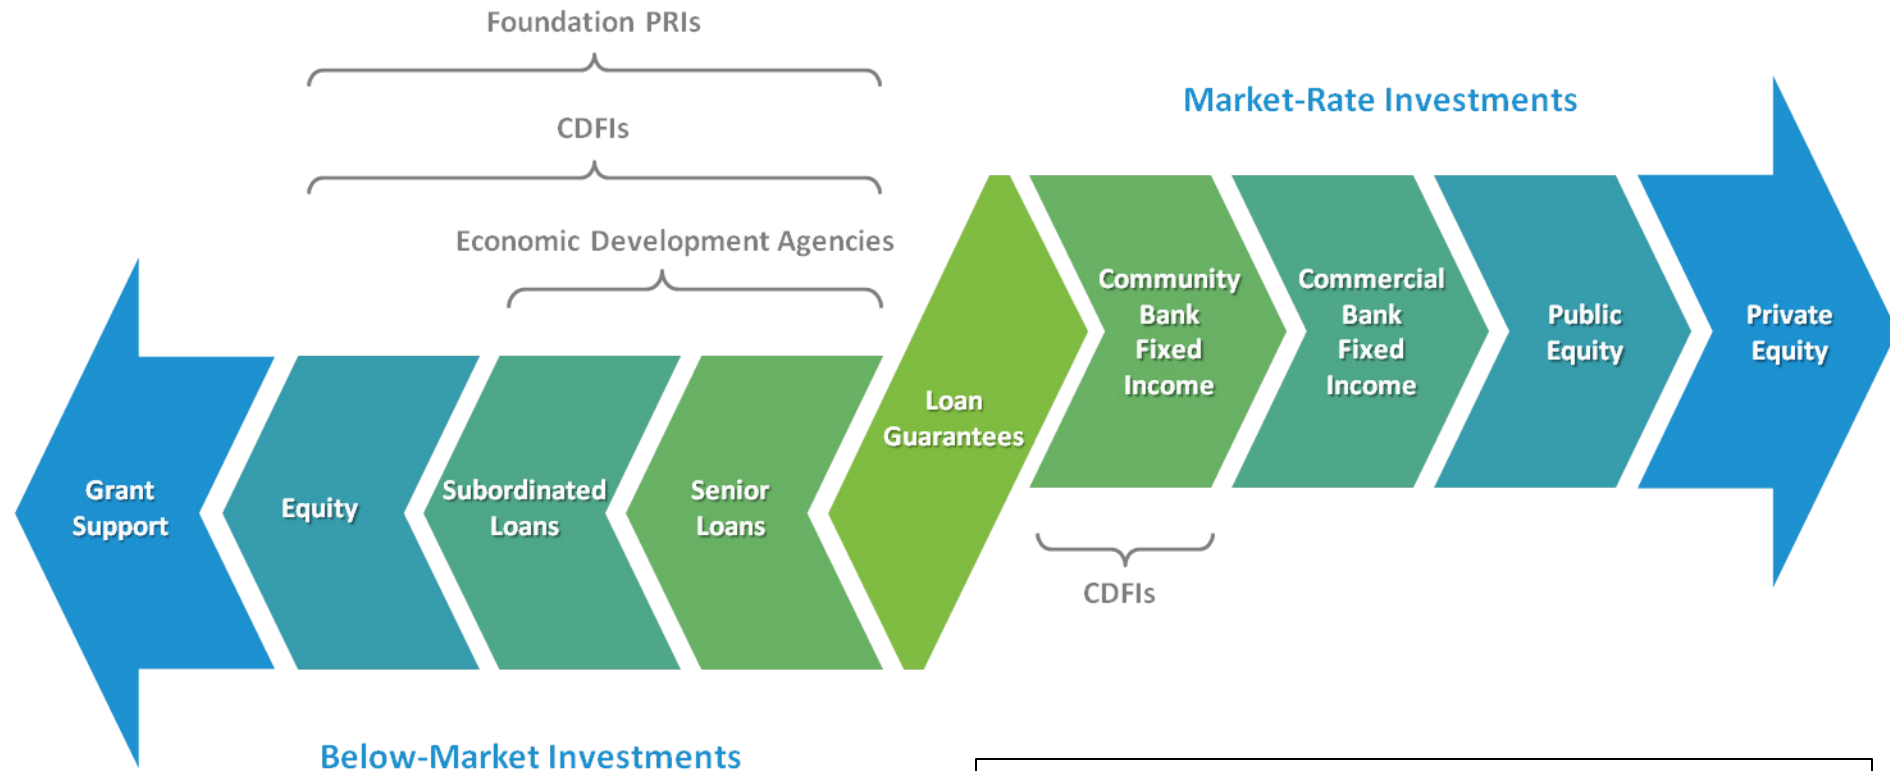 Foundation PRIs
CDFIs
Economic Development Agencies
Market-Rate Investments
Grant
Support
Equity
Subordinated
Loans
Senior
Loans
Loan
Guarantees
Community
Bank
Fixed
Income
Commercial
Bank
Fixed
Income
Public
Equity
Private
Equity
CDFIs
Below-Market Investments